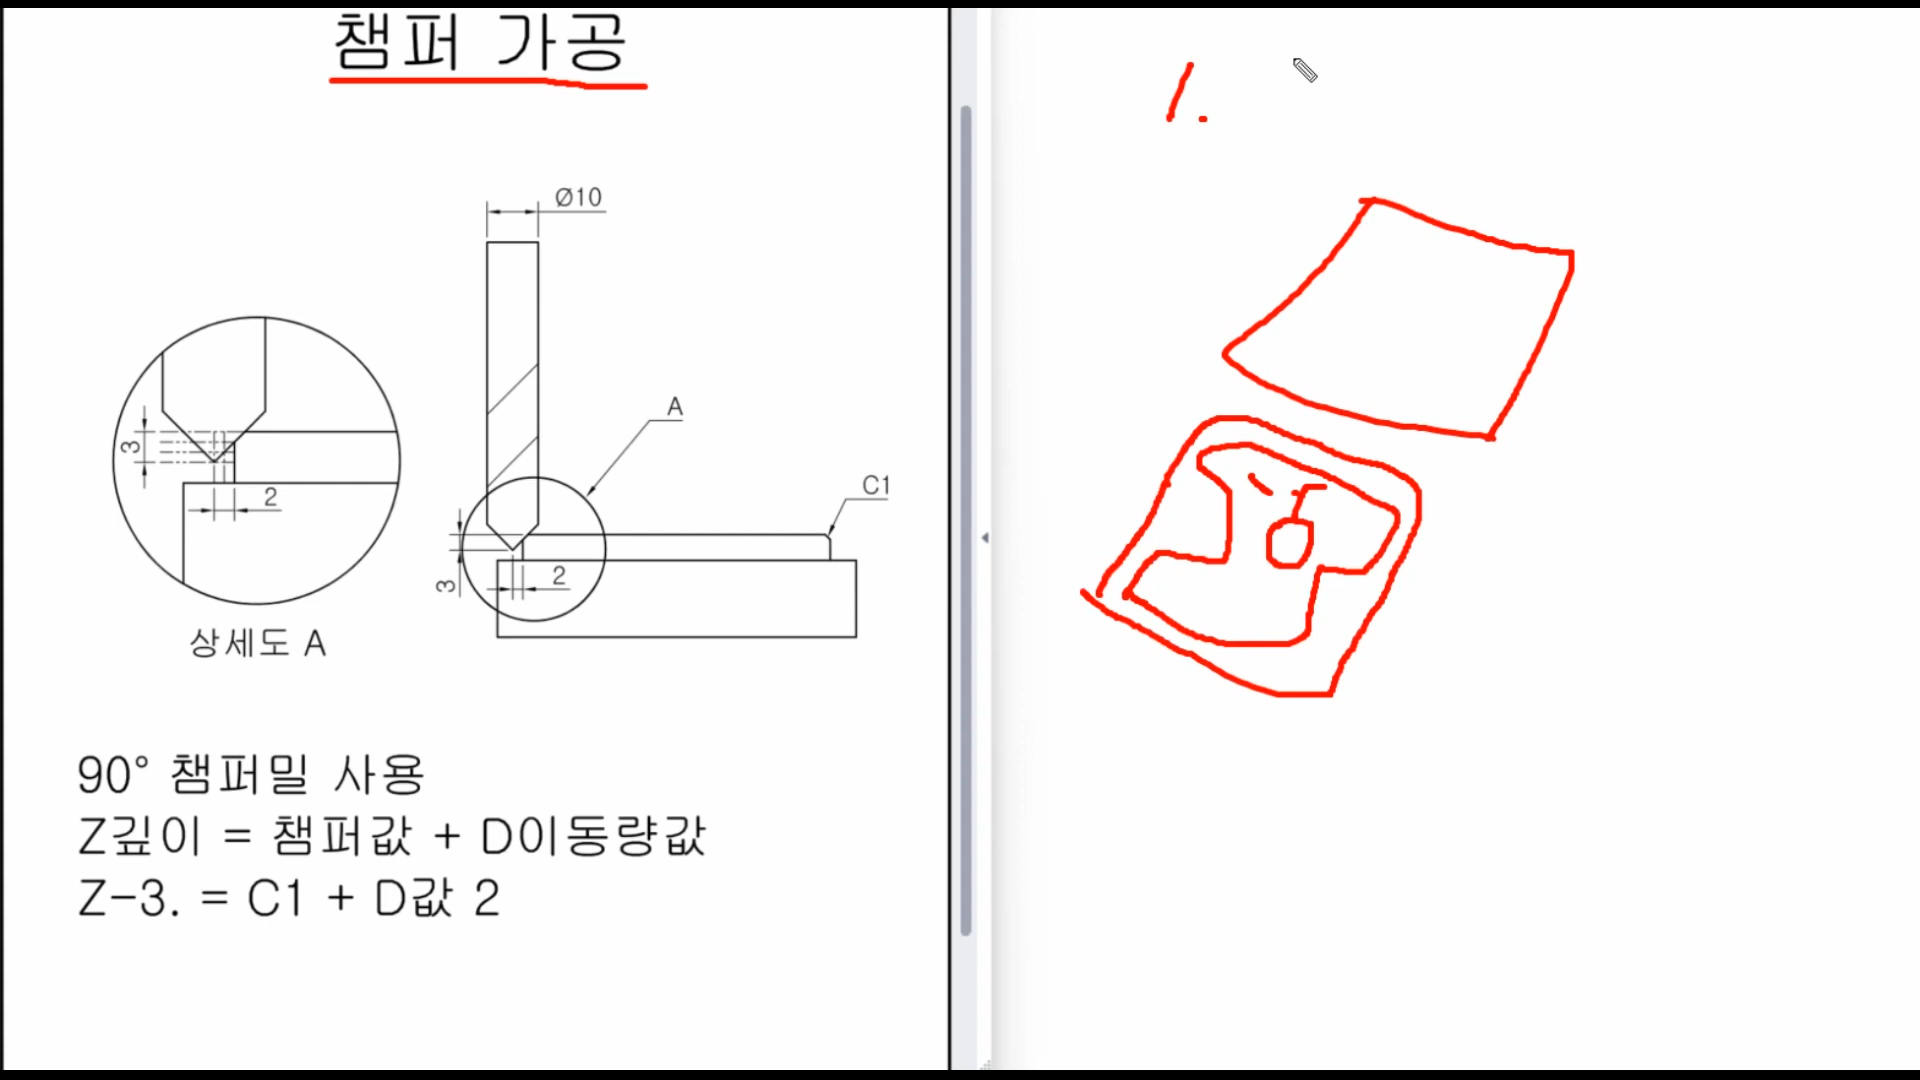 챔퍼 가공
1.
Ø10
A
C1
3
2
3
2
상세도 A
90° 챔퍼밀 사용
Z깊이 = 챔퍼값 + D이동량값
Z-3. = C1 + D값 2